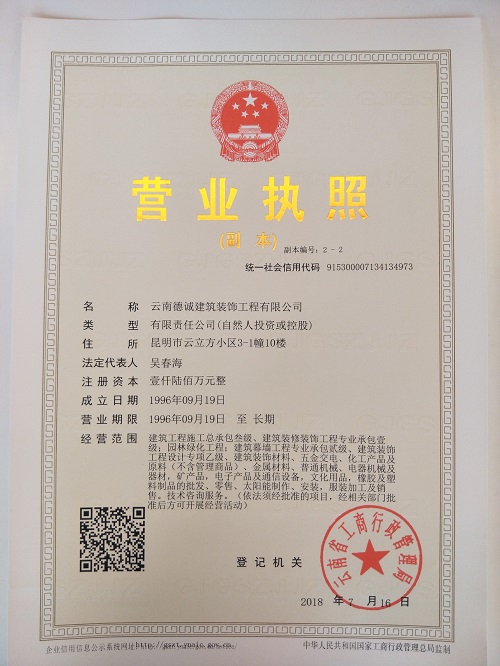 营业执照
(副 本)
副本编号：2-2
统一社会信用代码 915300007134134973
名称 云南德诚建筑装饰工程有限公司
类型 有限责任公司(自然人投资或控股)
住所 昆明市云立方小区3-1幢10楼
法定代表人 吴春海
注册资本 壹仟陆佰万元整
成立日期 1996年09月19日
营业期限 1996年09月19日 至 长期
经营范围 建筑工程施工总承包叁级、建筑装修装饰工程专业承包壹
级；园林绿化工程；建筑幕墙工程专业承包贰级、建筑装饰
工程设计专项乙级、建筑装饰材料、五金交电、化工产品及
原料（不含管理商品）、金属材料、普通机械、电器机械及
器材，矿产品，电子产品及通信设备，文化用品，橡胶及塑
料制品的批发、零售、太阳能制作、安装，服装加工及销
售、技术咨询服务。（依法须经批准的项目，经相关部门批
准后方可开展经营活动）
登记机关
云南省工商行政管理局
2018 年 7 月 16 日
企业信用信息公示系统网址：
中华人民共和国国家工商行政管理总局监制